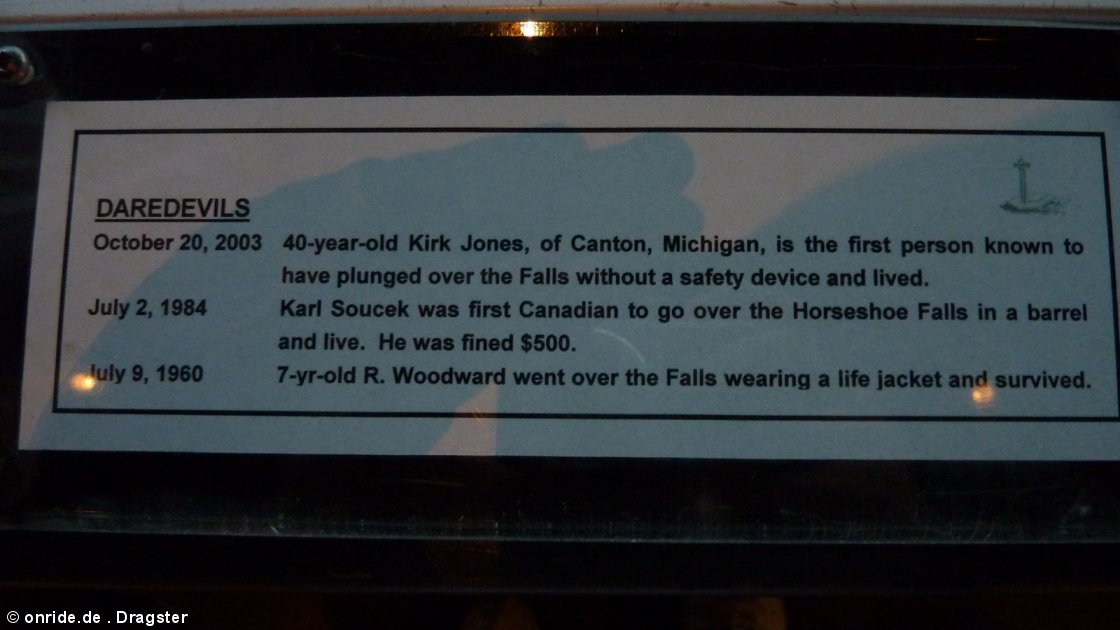 DAREDEVILS
October 20, 2003 40-year-old Kirk Jones, of Canton, Michigan, is the first person known to
have plunged over the Falls without a safety device and lived.
July 2, 1984 Karl Soucek was first Canadian to go over the Horseshoe Falls in a barrel
and live. He was fined $500.
July 9, 1960 7-yr-old R. Woodward went over the Falls wearing a life jacket and survived.
© onride.de . Dragster